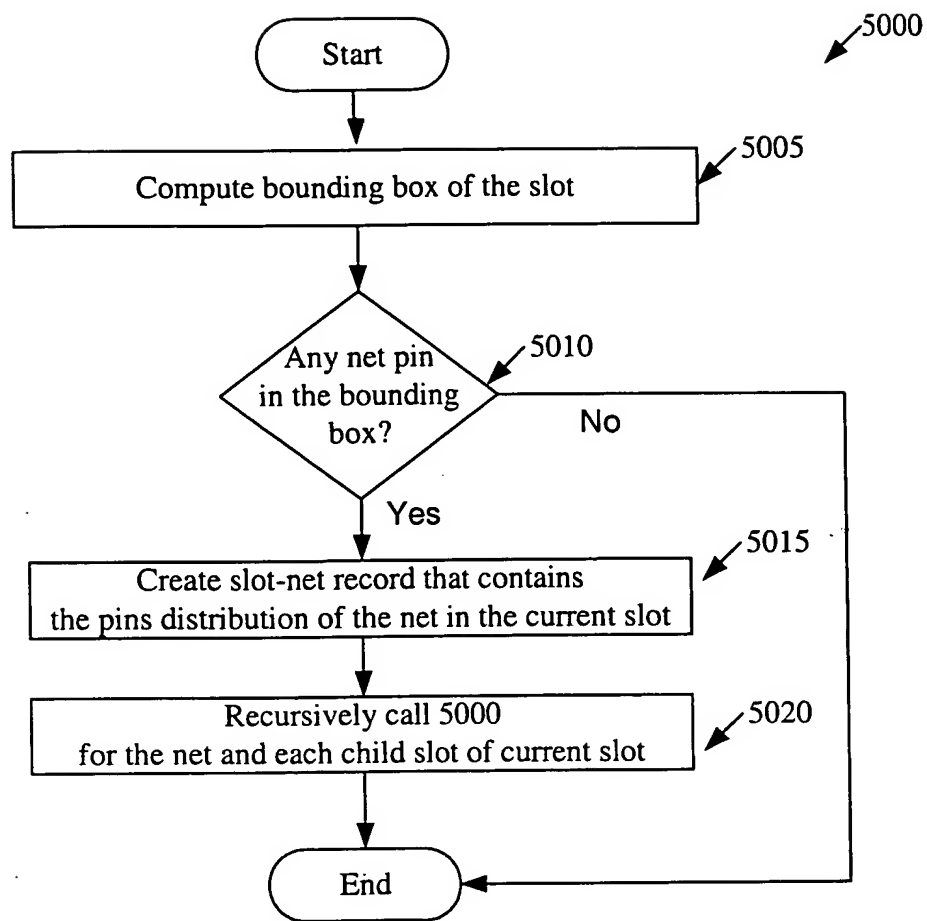 5000
Start
5005
Compute bounding box of the slot
5010
Any net pin
in the bounding
box?
No
Yes
5015
Create slot-net record that contains
the pins distribution of the net in the current slot
5020
Recursively call 5000
for the net and each child slot of current slot
End